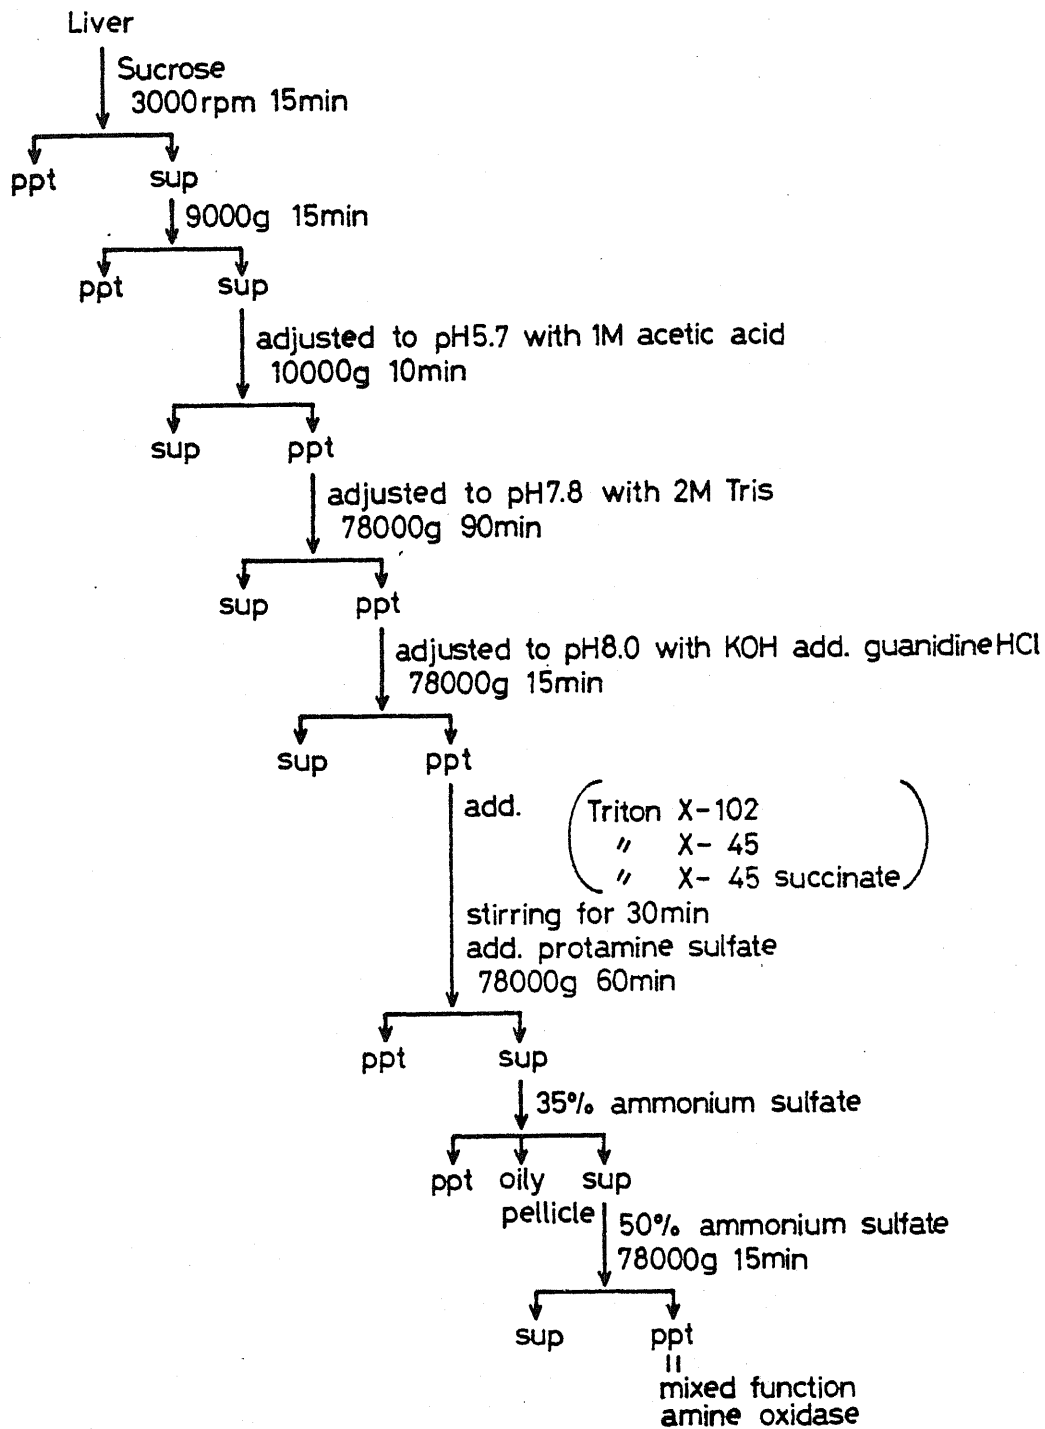 Liver
Sucrose
3000rpm 15min
ppt sup
9000g 15min
ppt sup
adjusted to pH5.7 with 1M acetic acid
10000g 10min
sup ppt
adjusted to pH7.8 with 2M Tris
78000g 90min
sup ppt
adjusted to pH8.0 with KOH add. guanidine HCl
78000g 15min
sup ppt
add. (Triton X-102
〃 X- 45
〃 X- 45 succinate)
stirring for 30min
add. protamine sulfate
78000g 60min
ppt sup
35% ammonium sulfate
ppt oily sup
pellicle
50% ammonium sulfate
78000g 15min
sup ppt
=
mixed function
amine oxidase